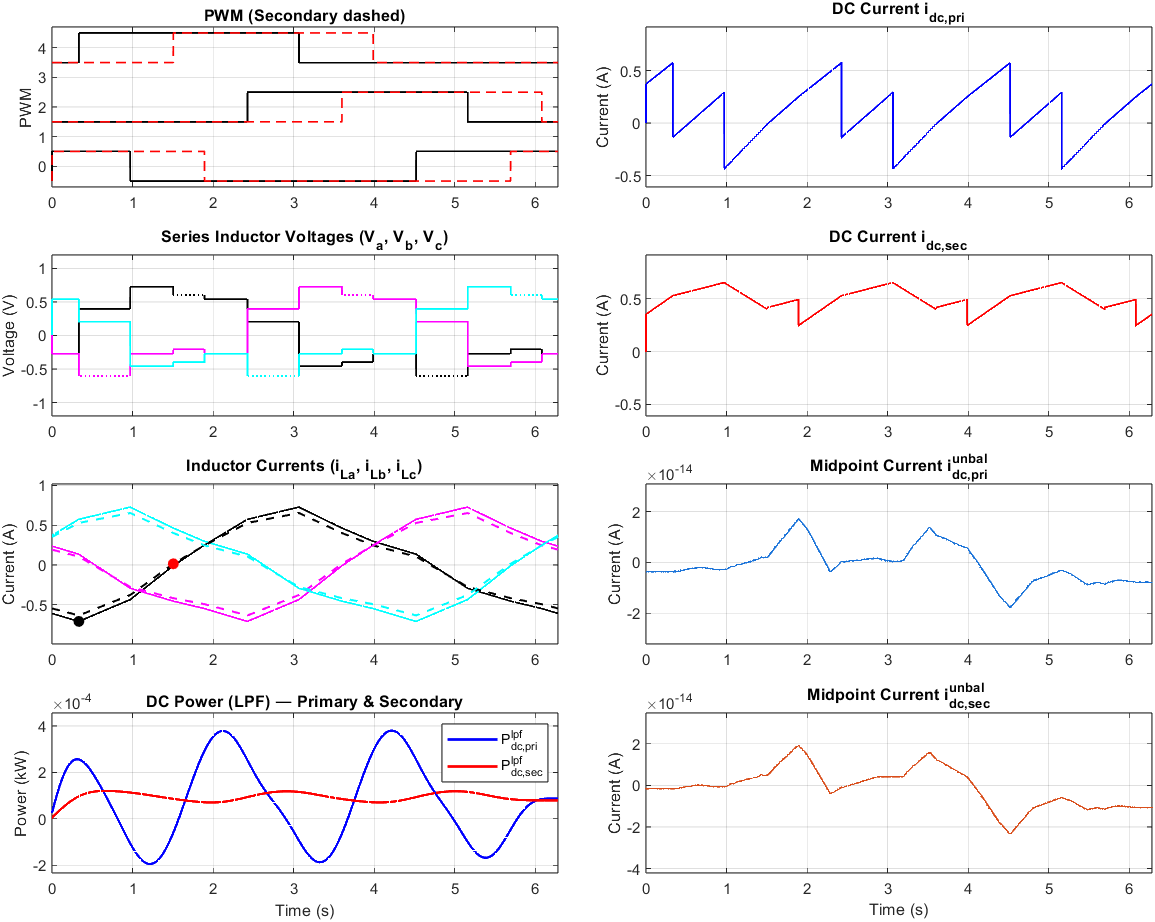 PWM (Secondary dashed)
PWM
4
3
2
1
0
0 1 2 3 4 5 6
DC Current i_dc,pri
Current (A)
0.5
0
-0.5
0 1 2 3 4 5 6
Series Inductor Voltages (V_a, V_b, V_c)
Voltage (V)
1
0.5
0
-0.5
-1
0 1 2 3 4 5 6
DC Current i_dc,sec
Current (A)
0.5
0
-0.5
0 1 2 3 4 5 6
Inductor Currents (i_La, i_Lb, i_Lc)
Current (A)
1
0.5
0
-0.5
0 1 2 3 4 5 6
Midpoint Current i_dc,pri^unbal
×10^-14
Current (A)
2
0
-2
0 1 2 3 4 5 6
DC Power (LPF) — Primary & Secondary
×10^-4
Power (kW)
4
2
0
-2
P_dc,pri^lpf
P_dc,sec^lpf
0 1 2 3 4 5 6
Time (s)
Midpoint Current i_dc,sec^unbal
×10^-14
Current (A)
2
0
-2
-4
0 1 2 3 4 5 6
Time (s)